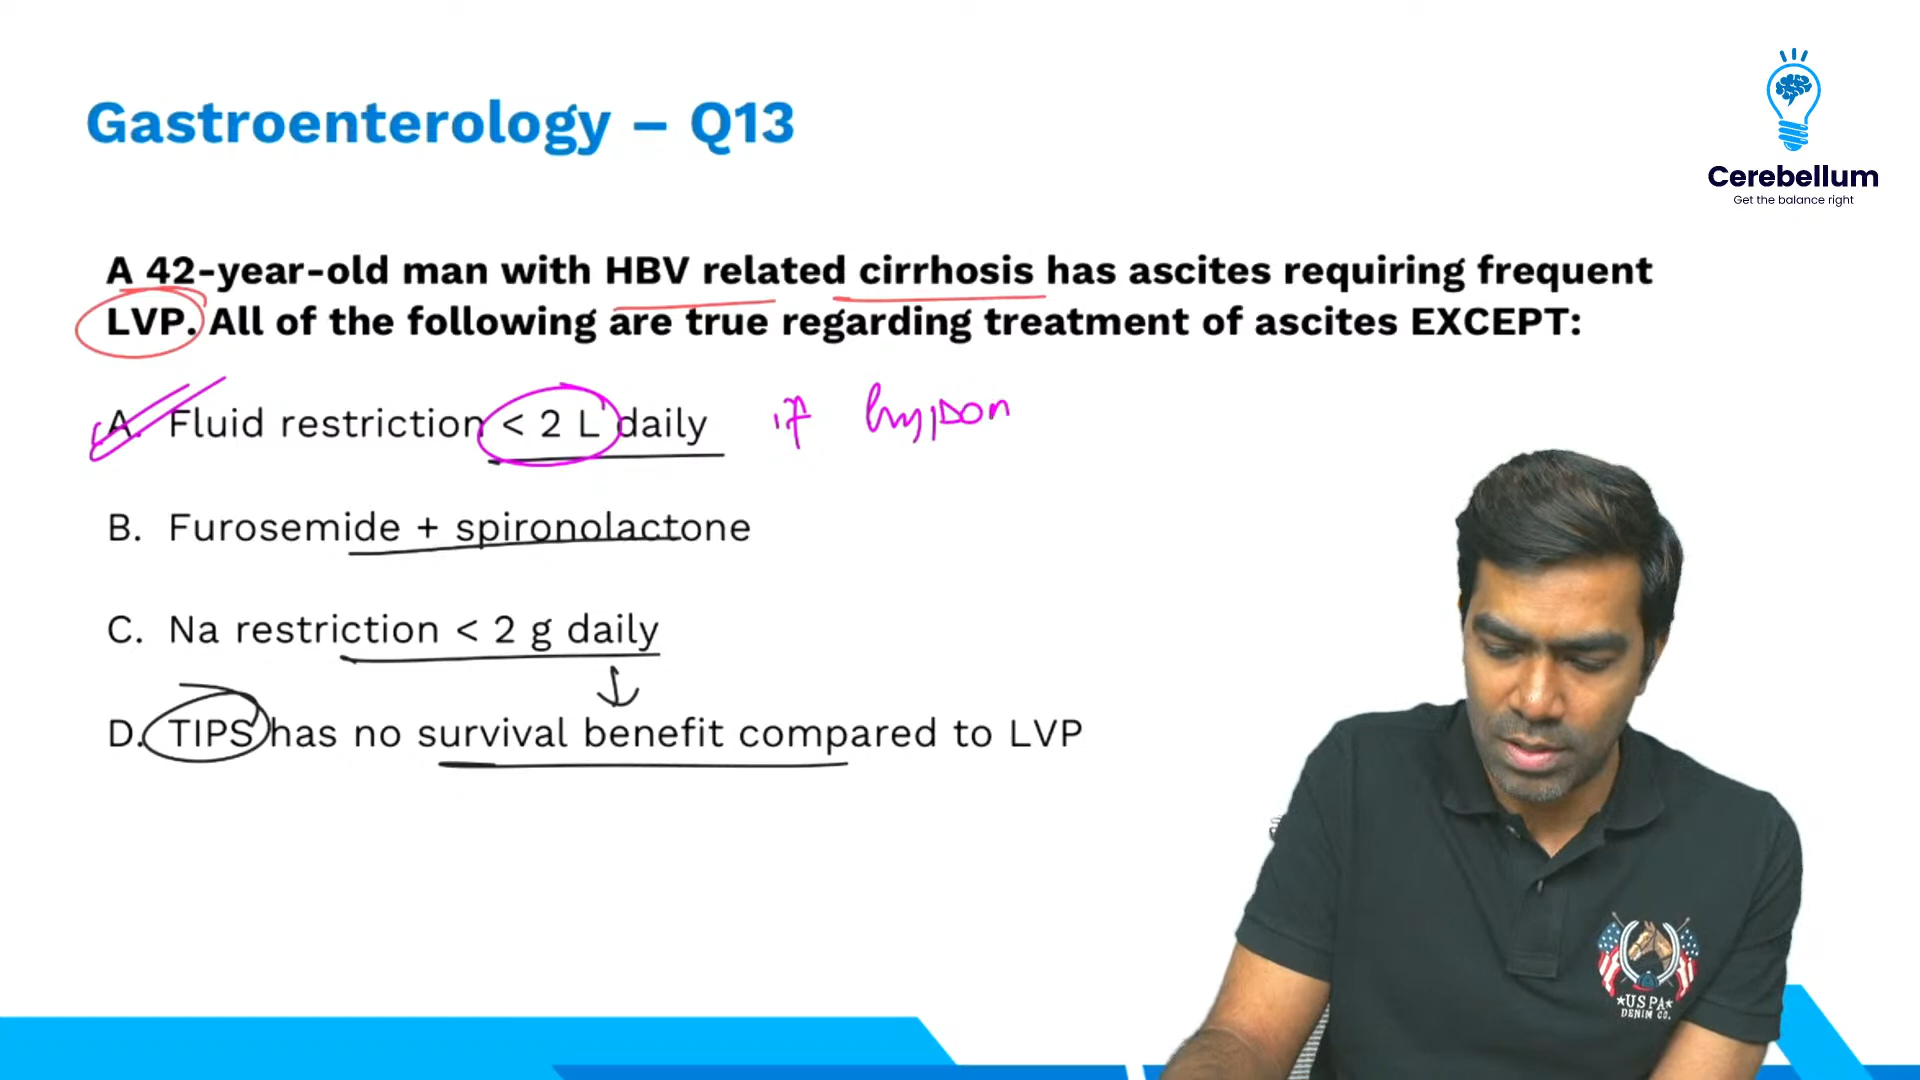 Gastroenterology – Q13
Cerebellum
Get the balance right
A 42-year-old man with HBV related cirrhosis has ascites requiring frequent
LVP. All of the following are true regarding treatment of ascites EXCEPT:
A. Fluid restriction < 2 L daily if hypon
B. Furosemide + spironolactone
C. Na restriction < 2 g daily
D. TIPS has no survival benefit compared to LVP
USPA
DENIM CO.